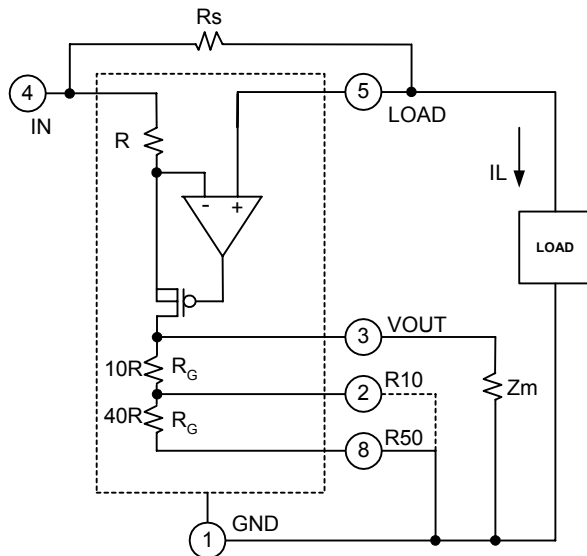 Rs
4
IN
5
LOAD
R
- +
IL
LOAD
3
VOUT
10R
RG
2
R10
Zm
40R
RG
8
R50
1
GND